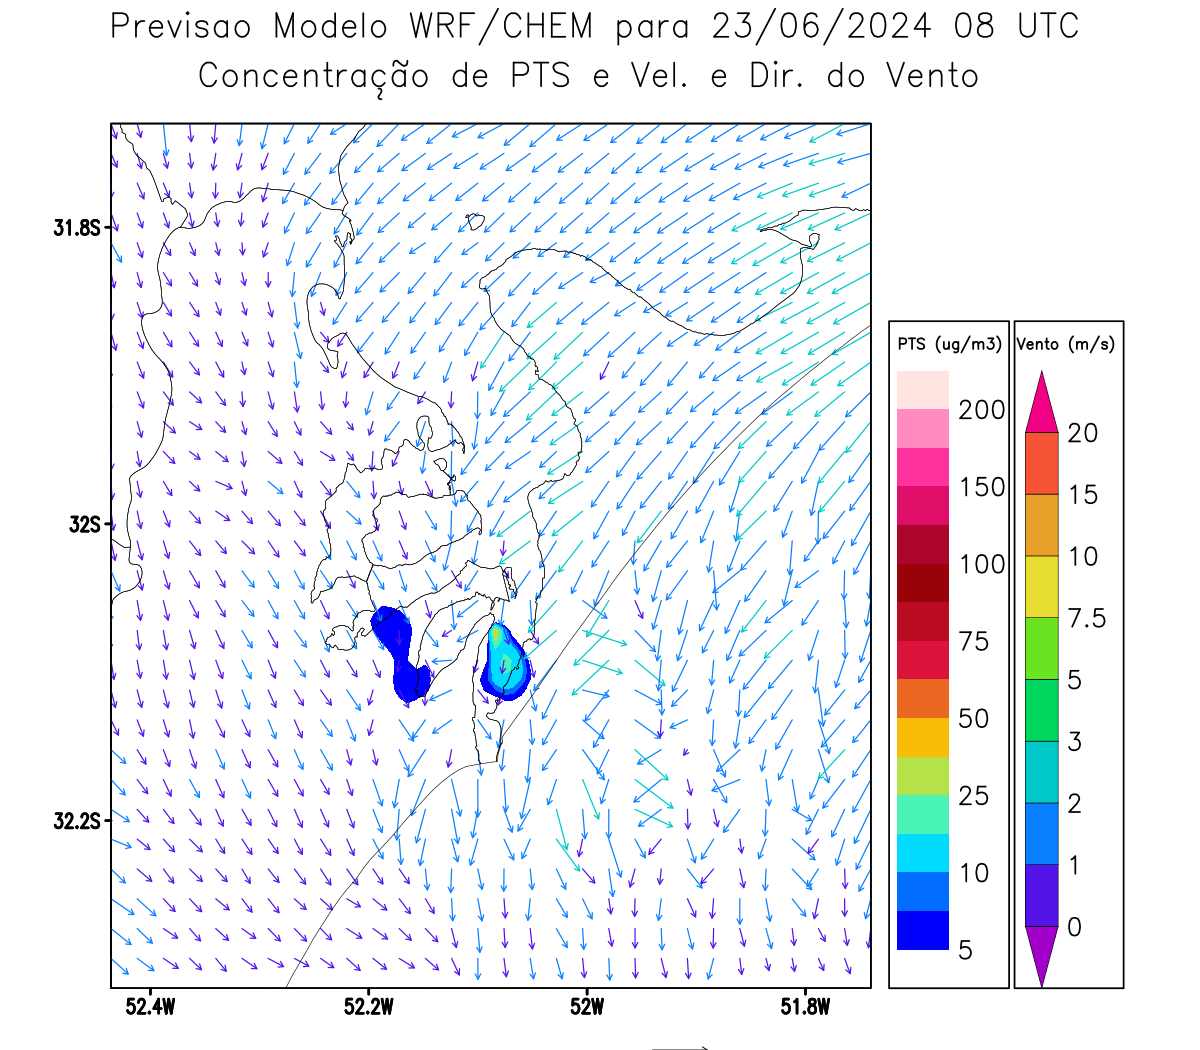 Previsao Modelo WRF/CHEM para 23/06/2024 08 UTC
Concentração de PTS e Vel. e Dir. do Vento
31.8S
32S
32.2S
52.4W 52.2W 52W 51.8W
PTS (ug/m3)
200
150
100
75
50
25
10
5
Vento (m/s)
20
15
10
7.5
5
3
2
1
0